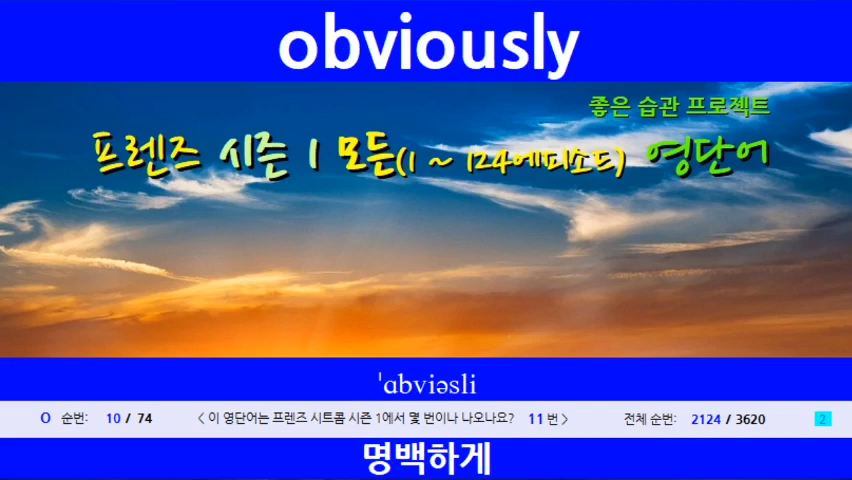 obviously
좋은 습관 프로젝트
프렌즈 시즌 1 모든(1 ~ 124에피소드) 영단어
ˈɑbviəsli
O 순번: 10 / 74 < 이 영단어는 프렌즈 시트콤 시즌 1에서 몇 번이나 나오나요? 11 번 > 전체 순번: 2124 / 3620 2
명백하게